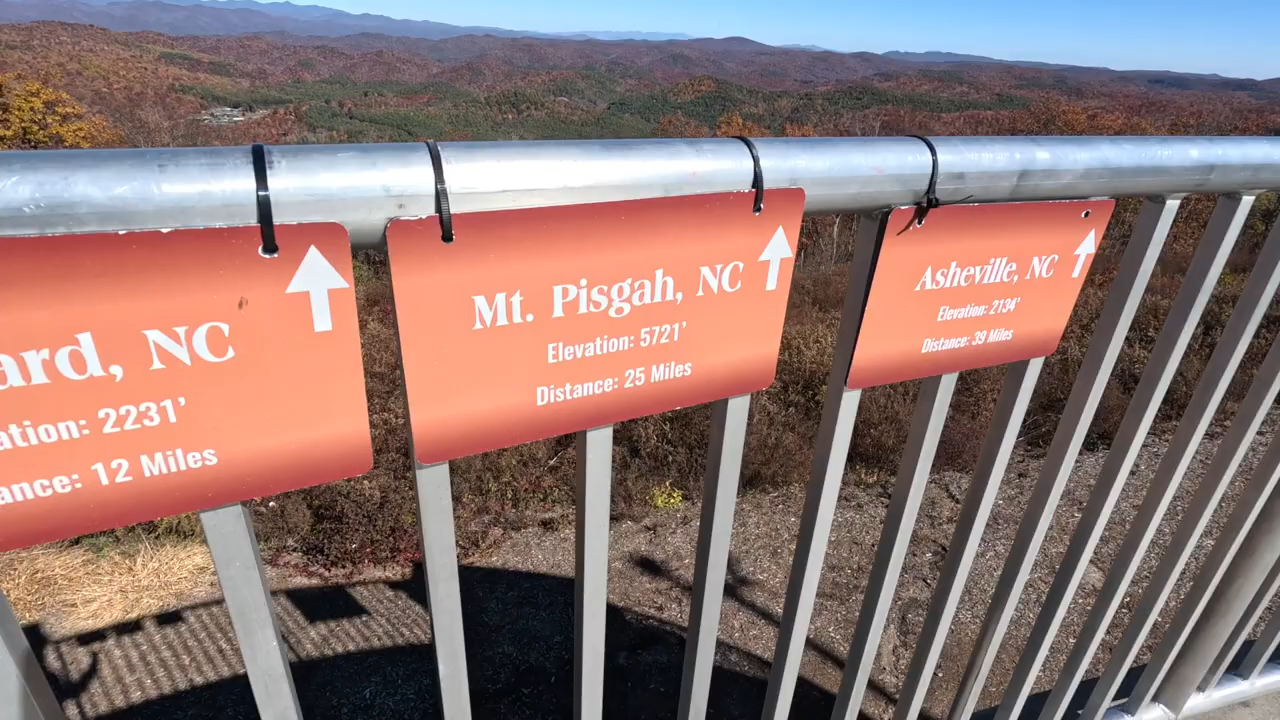 ard, NC
ation: 2231’
ance: 12 Miles
Mt. Pisgah, NC
Elevation: 5721’
Distance: 25 Miles
Asheville, NC
Elevation: 2134’
Distance: 39 Miles